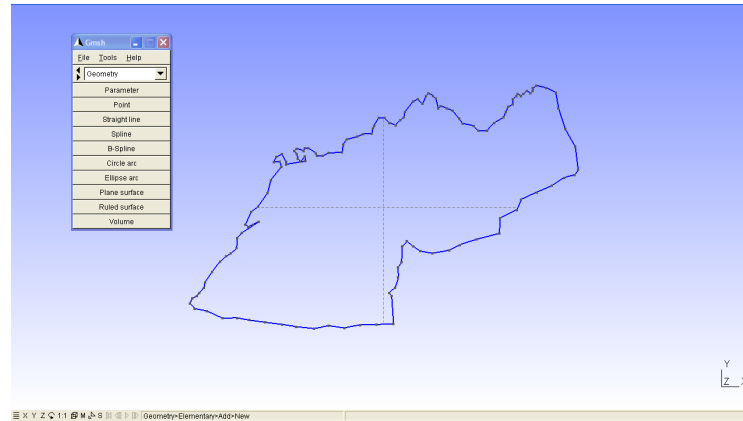 Gmsh
File Tools Help
Geometry
Parameter
Point
Straight line
Spline
B-Spline
Circle arc
Ellipse arc
Plane surface
Ruled surface
Volume
Y
Z
X Y Z 1:1 M S Geometry>Elementary>Add>New